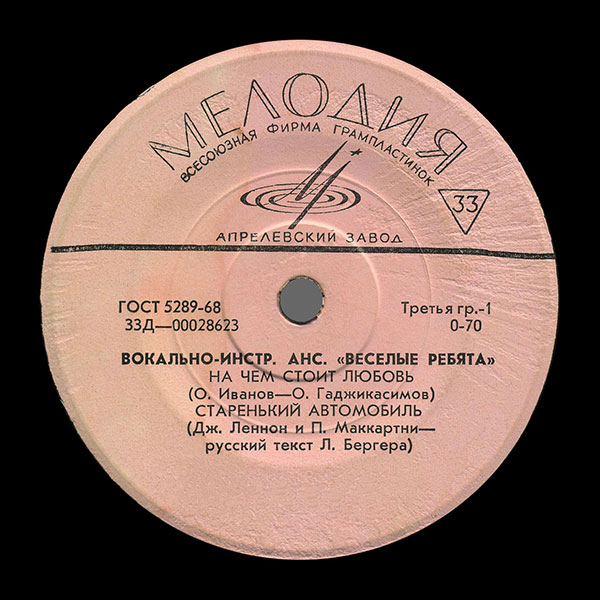 МЕЛОДИЯ
ВСЕСОЮЗНАЯ ФИРМА ГРАМПЛАСТИНОК
33
АПРЕЛЕВСКИЙ ЗАВОД
ГОСТ 5289-68 Третья гр.-1
33Д—00028623 0-70
ВОКАЛЬНО-ИНСТР. АНС. «ВЕСЕЛЫЕ РЕБЯТА»
НА ЧЕМ СТОИТ ЛЮБОВЬ
(О. Иванов—О. Гаджикасимов)
СТАРЕНЬКИЙ АВТОМОБИЛЬ
(Дж. Леннон и П. Маккартни—
русский текст Л. Бергера)